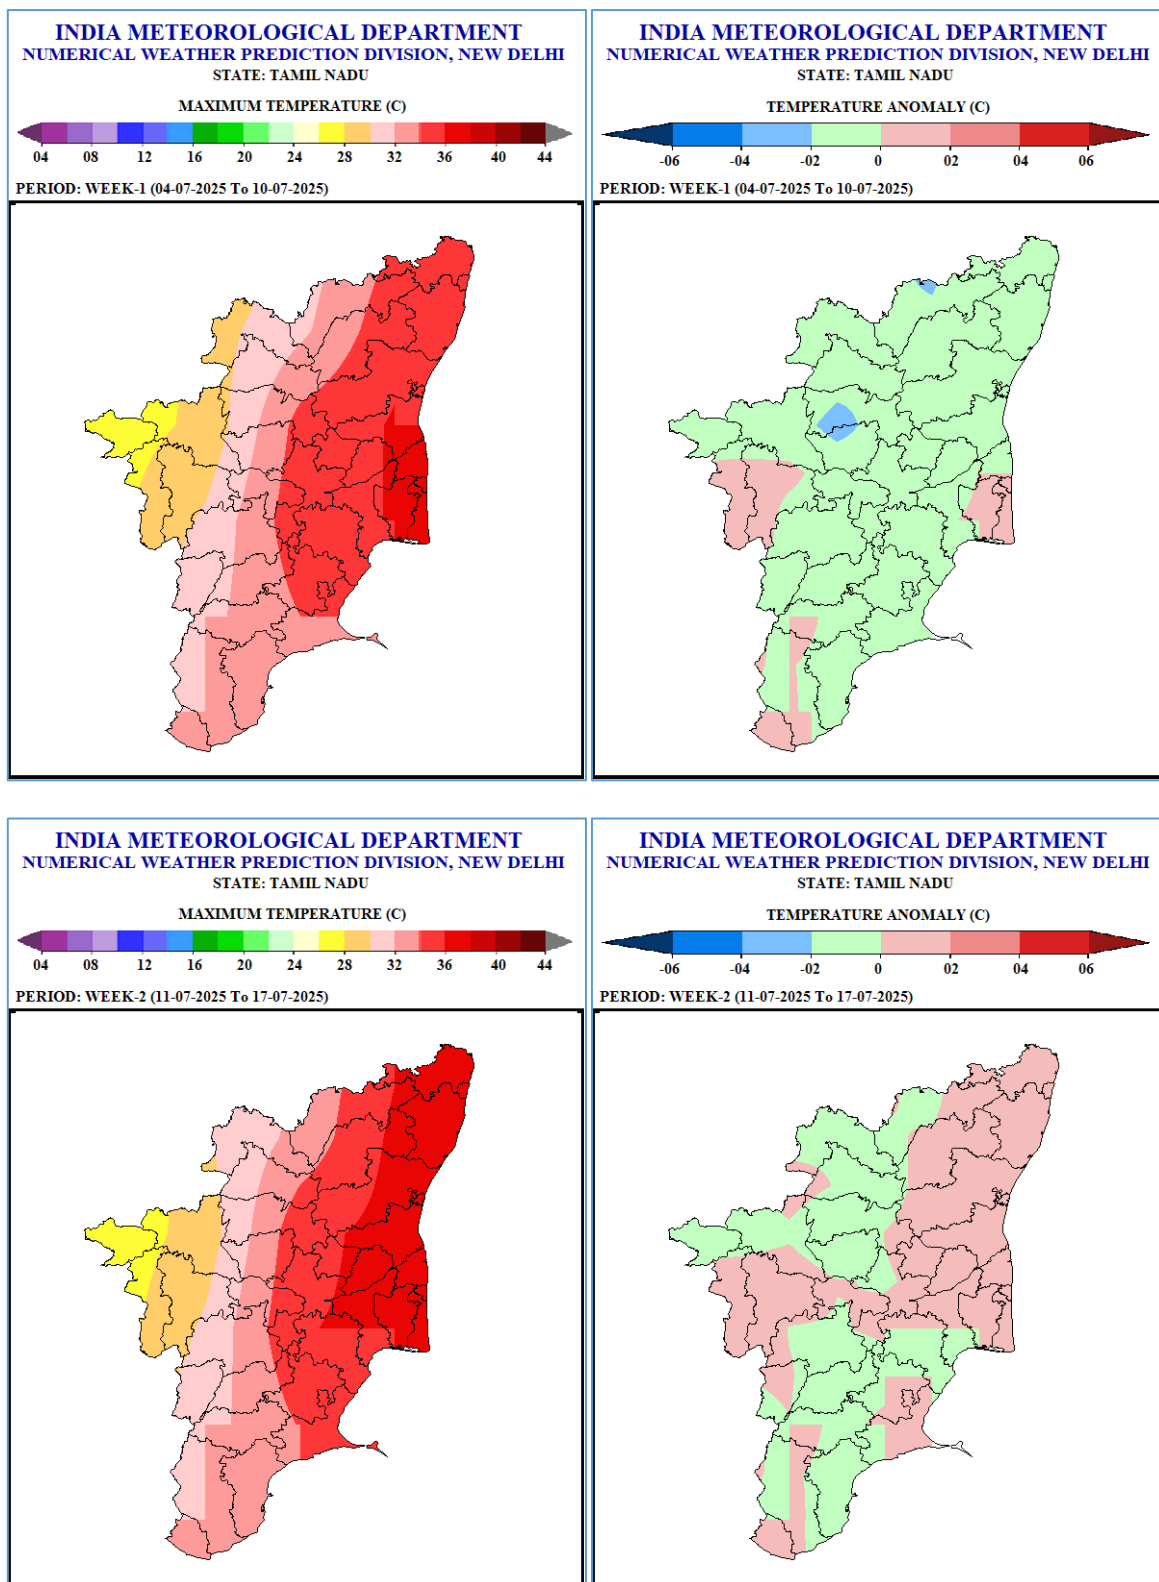 INDIA METEOROLOGICAL DEPARTMENT
NUMERICAL WEATHER PREDICTION DIVISION, NEW DELHI
STATE: TAMIL NADU
MAXIMUM TEMPERATURE (C)
04 08 12 16 20 24 28 32 36 40 44
PERIOD: WEEK-1 (04-07-2025 To 10-07-2025)
INDIA METEOROLOGICAL DEPARTMENT
NUMERICAL WEATHER PREDICTION DIVISION, NEW DELHI
STATE: TAMIL NADU
TEMPERATURE ANOMALY (C)
-06 -04 -02 0 02 04 06
PERIOD: WEEK-1 (04-07-2025 To 10-07-2025)
INDIA METEOROLOGICAL DEPARTMENT
NUMERICAL WEATHER PREDICTION DIVISION, NEW DELHI
STATE: TAMIL NADU
MAXIMUM TEMPERATURE (C)
04 08 12 16 20 24 28 32 36 40 44
PERIOD: WEEK-2 (11-07-2025 To 17-07-2025)
INDIA METEOROLOGICAL DEPARTMENT
NUMERICAL WEATHER PREDICTION DIVISION, NEW DELHI
STATE: TAMIL NADU
TEMPERATURE ANOMALY (C)
-06 -04 -02 0 02 04 06
PERIOD: WEEK-2 (11-07-2025 To 17-07-2025)